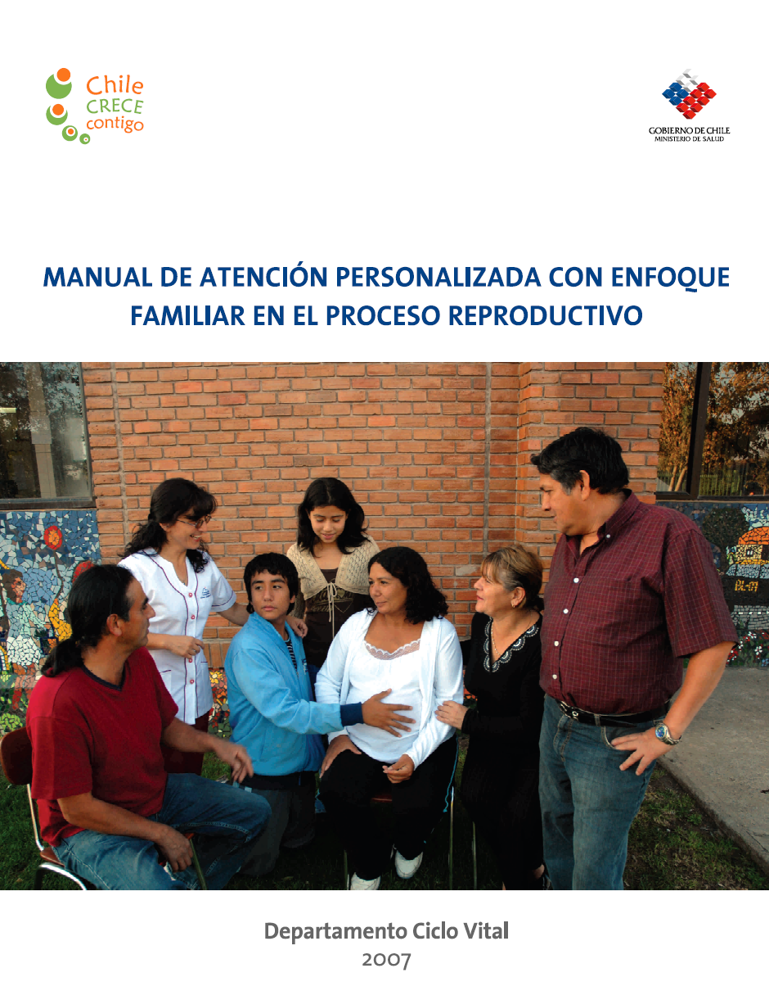 Chile
CRECE
contigo
GOBIERNO DE CHILE
MINISTERIO DE SALUD
MANUAL DE ATENCIÓN PERSONALIZADA CON ENFOQUE
FAMILIAR EN EL PROCESO REPRODUCTIVO
Departamento Ciclo Vital
2007